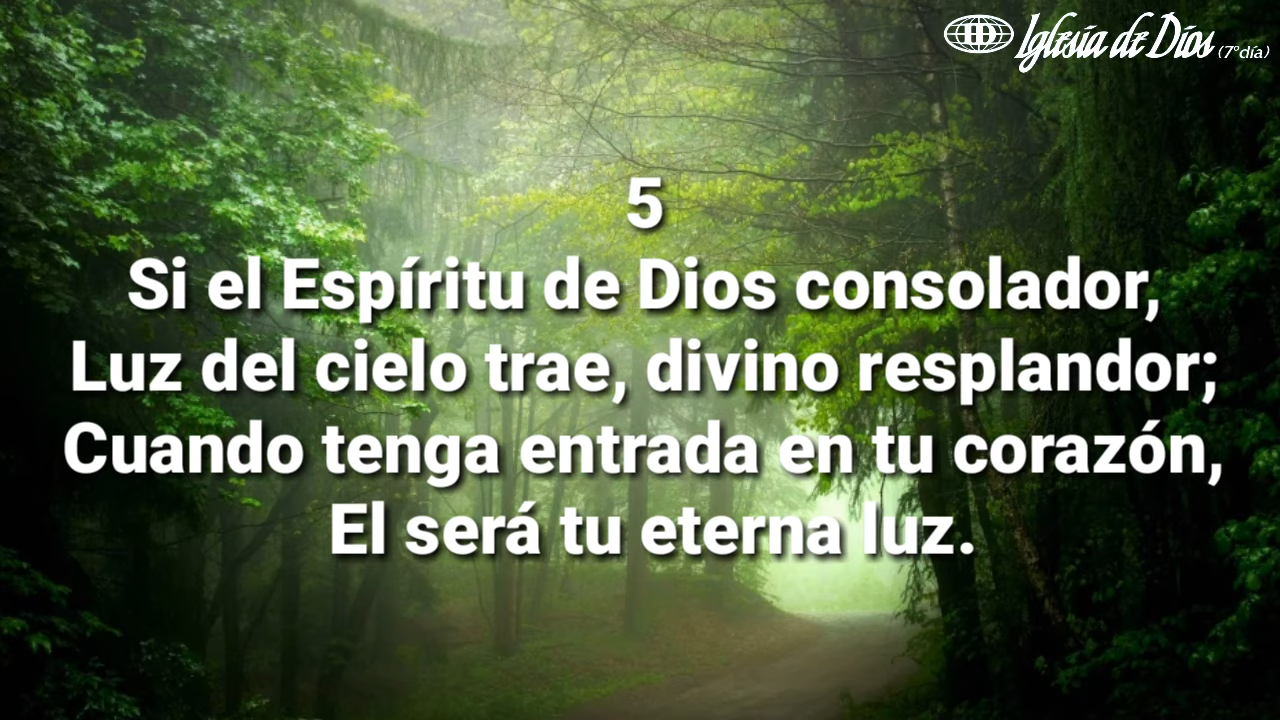 Iglesia de Dios (7°día)
5
Si el Espíritu de Dios consolador,
Luz del cielo trae, divino resplandor;
Cuando tenga entrada en tu corazón,
El será tu eterna luz.